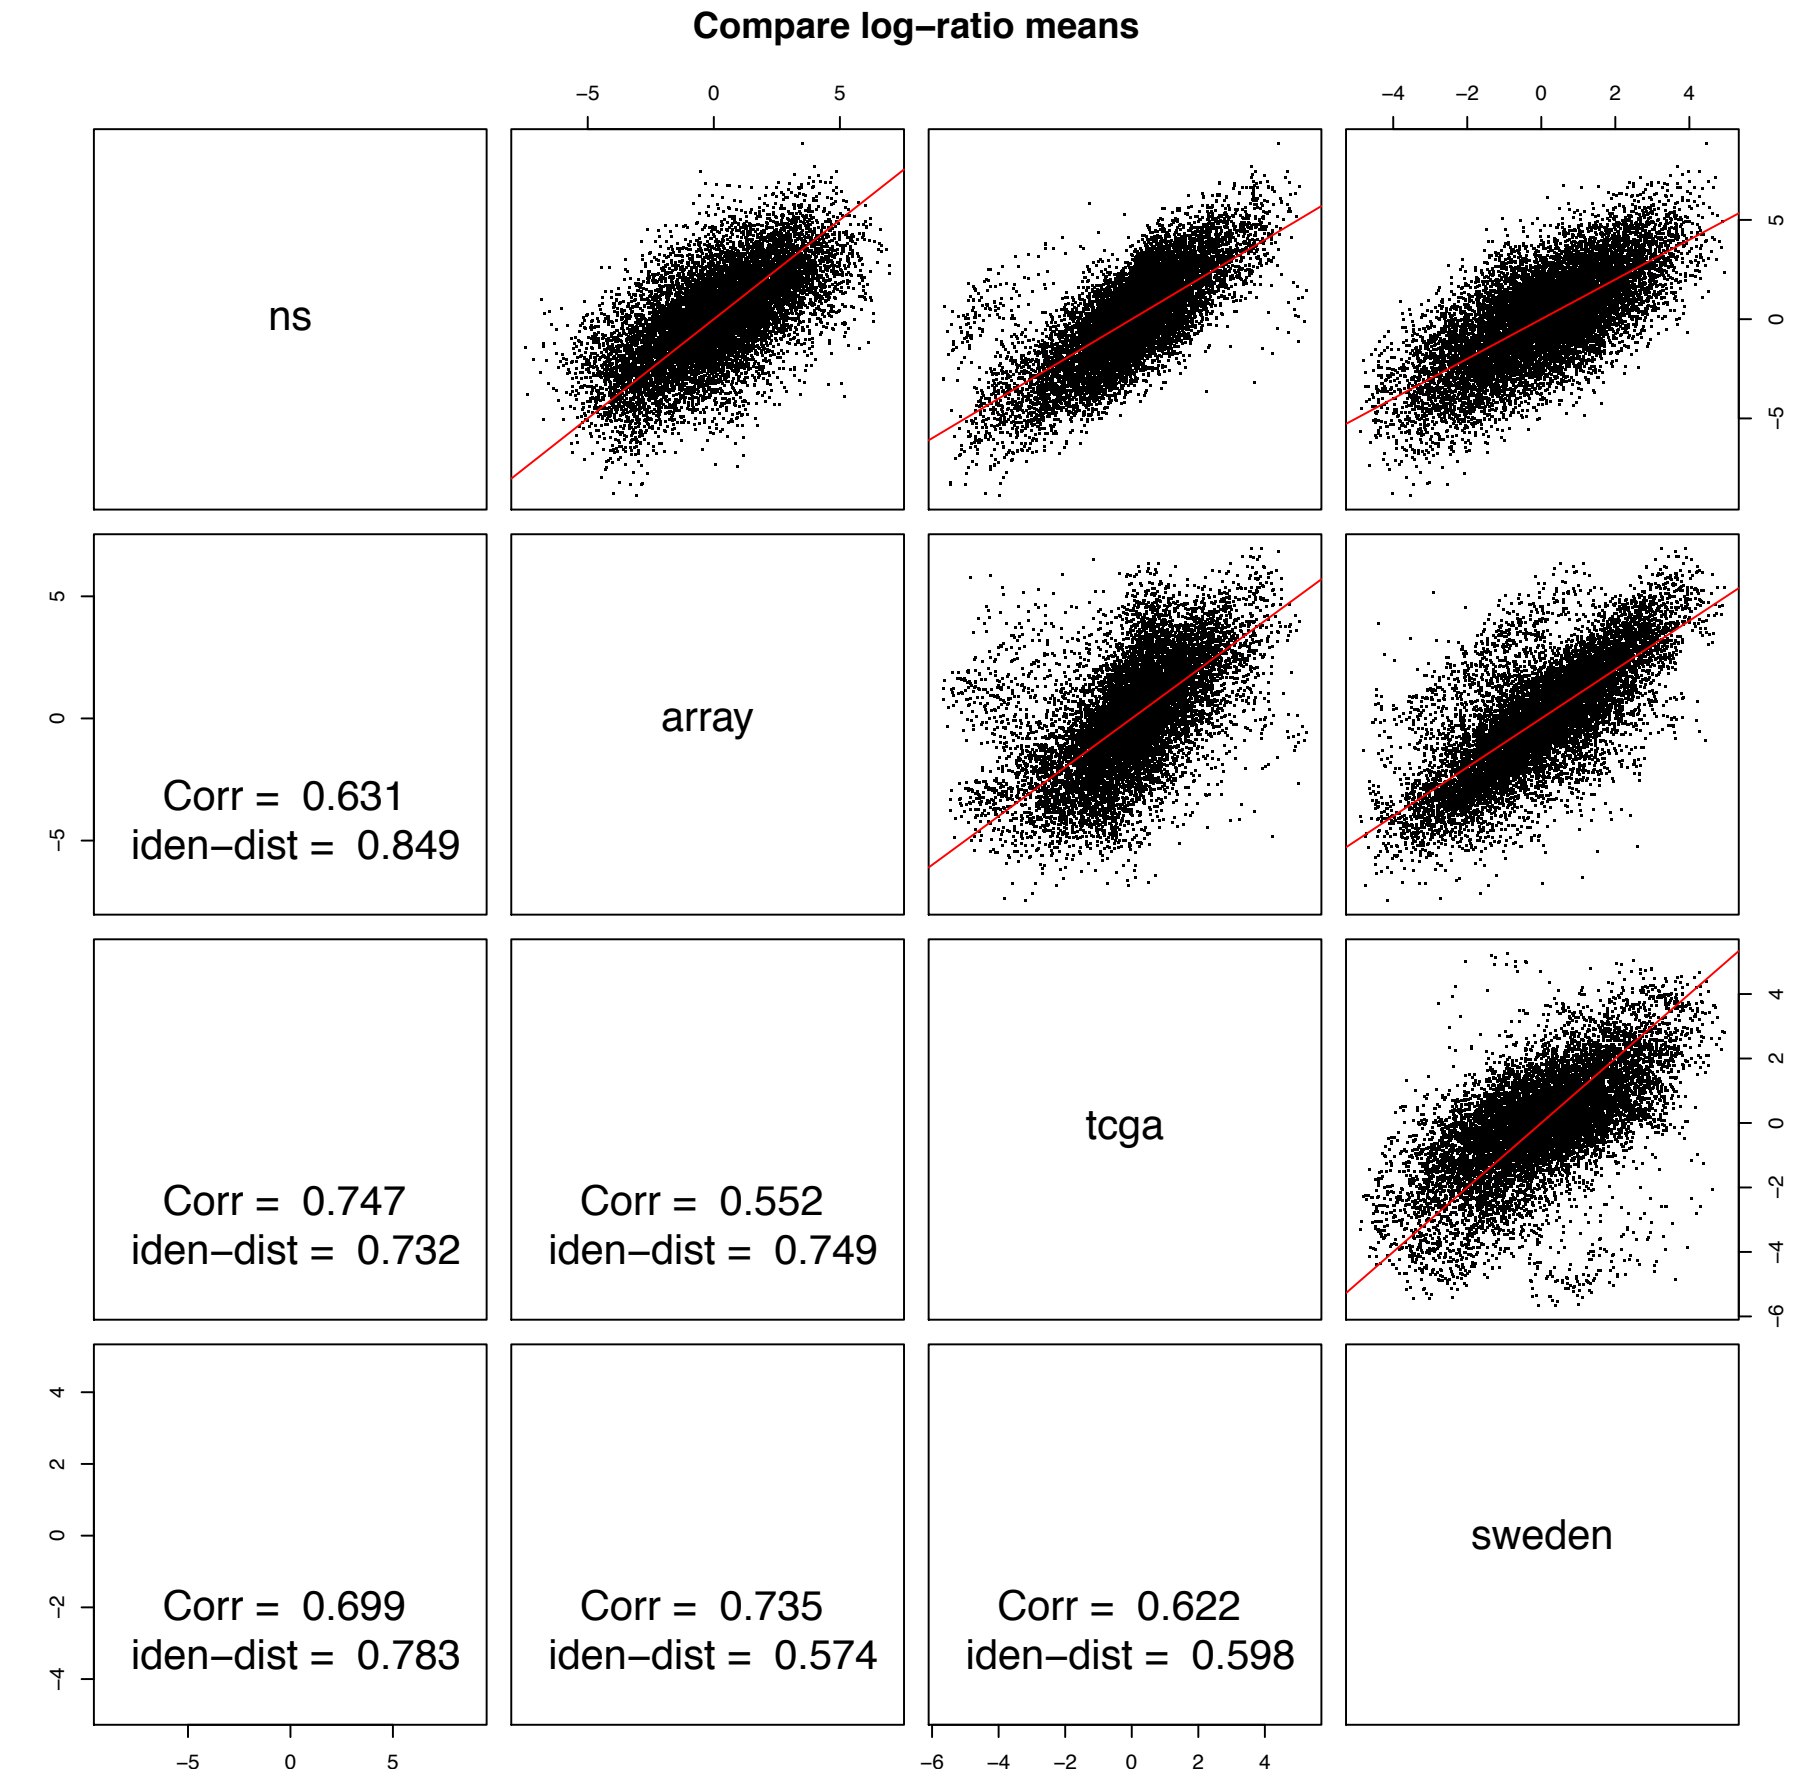 Compare log−ratio means
−5 0 5
−4 −2 0 2 4
ns
−5 0 5
−5 0 5
array
Corr = 0.631
iden−dist = 0.849
tcga
−6 −4 −2 0 2 4
Corr = 0.747
iden−dist = 0.732
Corr = 0.552
iden−dist = 0.749
−4 −2 0 2 4
sweden
Corr = 0.699
iden−dist = 0.783
Corr = 0.735
iden−dist = 0.574
Corr = 0.622
iden−dist = 0.598
−5 0 5
−6 −4 −2 0 2 4